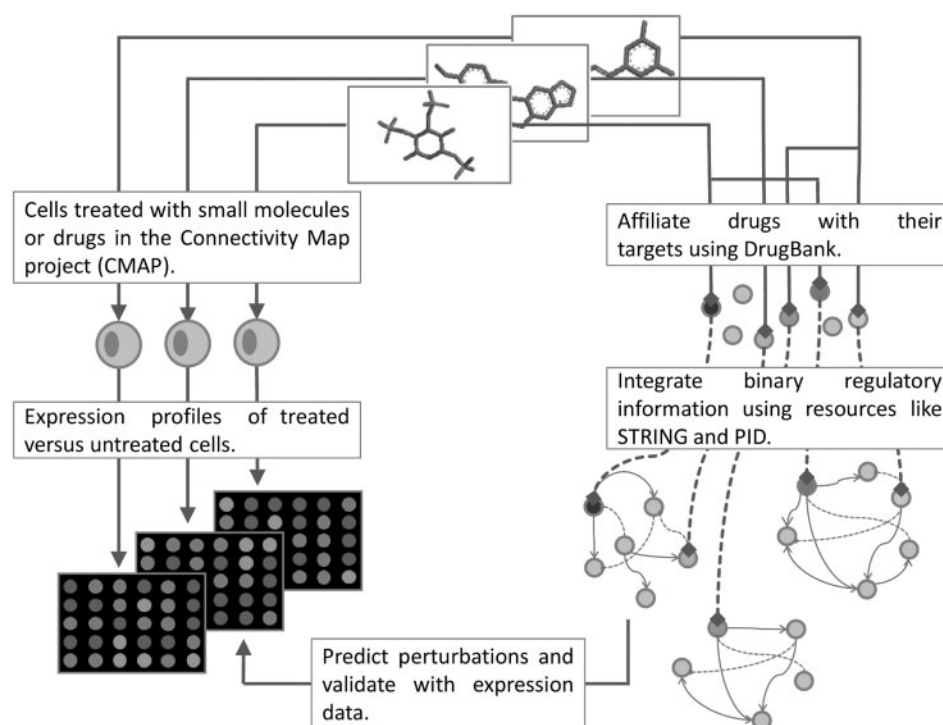 Cells treated with small molecules
or drugs in the Connectivity Map
project (CMAP).
Affiliate drugs with their
targets using DrugBank.
Expression profiles of treated
versus untreated cells.
Integrate binary regulatory
information using resources like
STRING and PID.
Predict perturbations and
validate with expression
data.